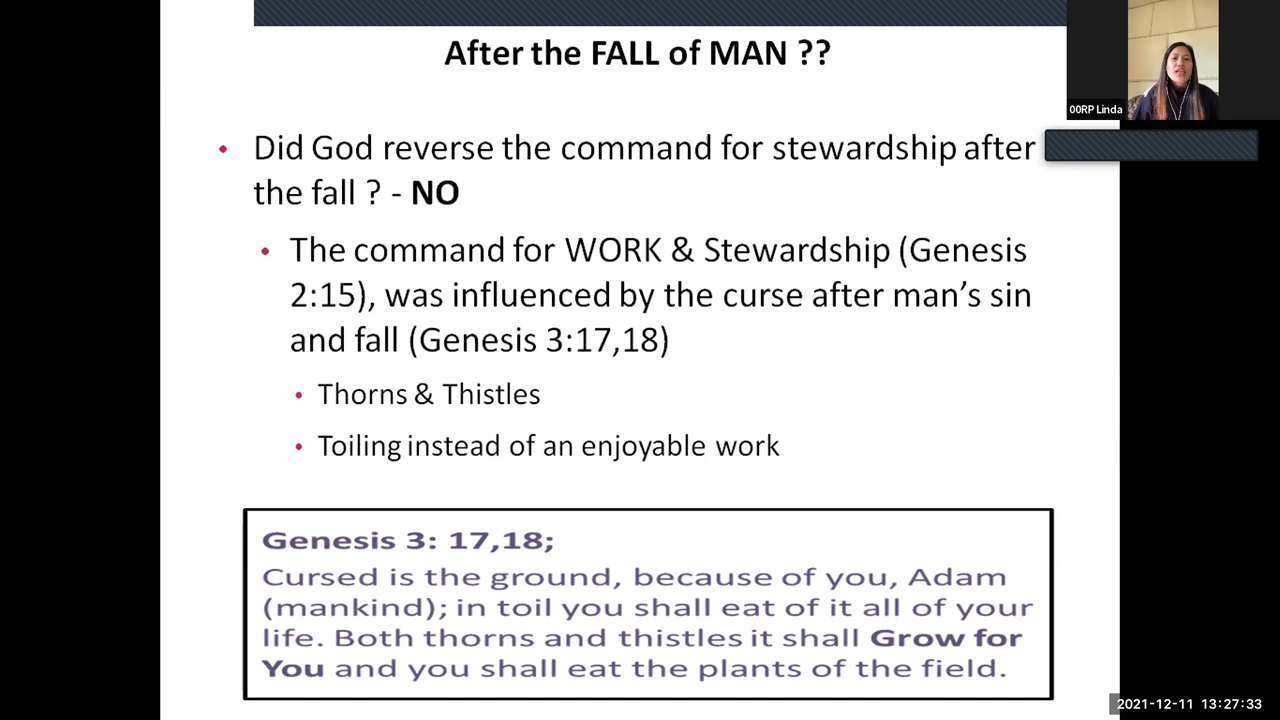 After the FALL of MAN ??
OORP Linda
• Did God reverse the command for stewardship after
the fall ? - NO
• The command for WORK & Stewardship (Genesis
2:15), was influenced by the curse after man’s sin
and fall (Genesis 3:17,18)
• Thorns & Thistles
• Toiling instead of an enjoyable work
Genesis 3: 17,18;
Cursed is the ground, because of you, Adam
(mankind); in toil you shall eat of it all of your
life. Both thorns and thistles it shall Grow for
You and you shall eat the plants of the field.
2021-12-11 13:27:33